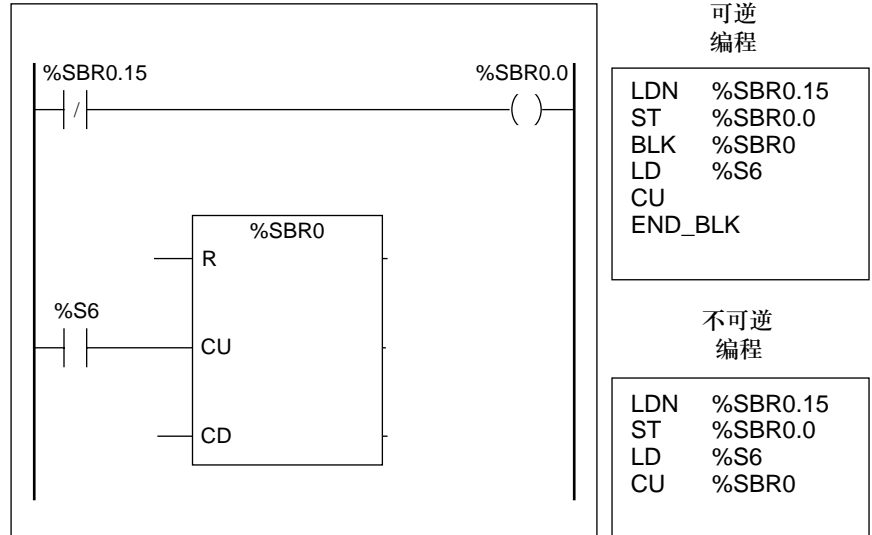 %SBR0.15 %SBR0.0
/ ( )
%SBR0
R
%S6
CU
CD
可逆
编程
LDN %SBR0.15
ST %SBR0.0
BLK %SBR0
LD %S6
CU
END_BLK
不可逆
编程
LDN %SBR0.15
ST %SBR0.0
LD %S6
CU %SBR0